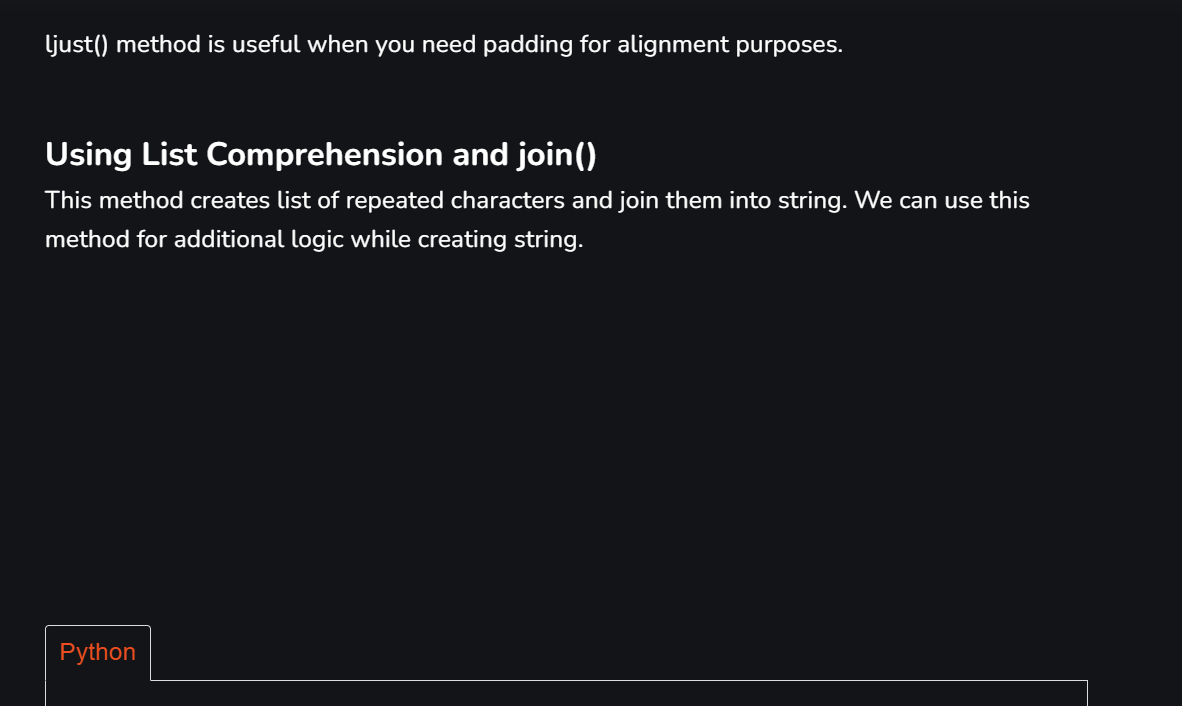 ljust() method is useful when you need padding for alignment purposes.
Using List Comprehension and join()
This method creates list of repeated characters and join them into string. We can use this
method for additional logic while creating string.
Python